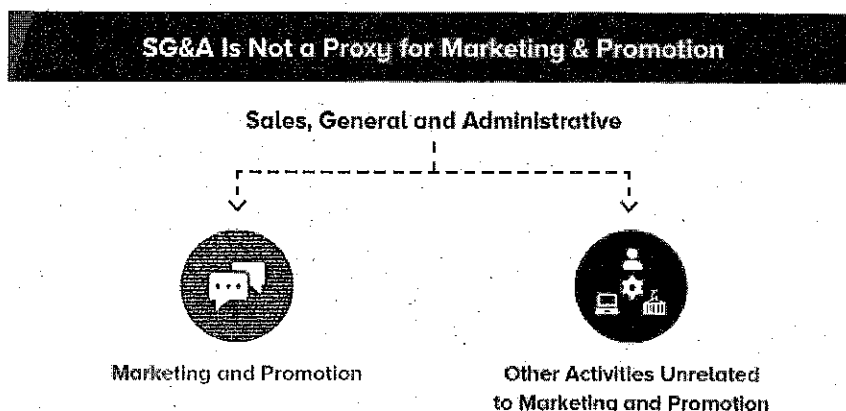 SG&A Is Not a Proxy for Marketing & Promotion
Sales, General and Administrative
Marketing and Promotion
Other Activities Unrelated
to Marketing and Promotion